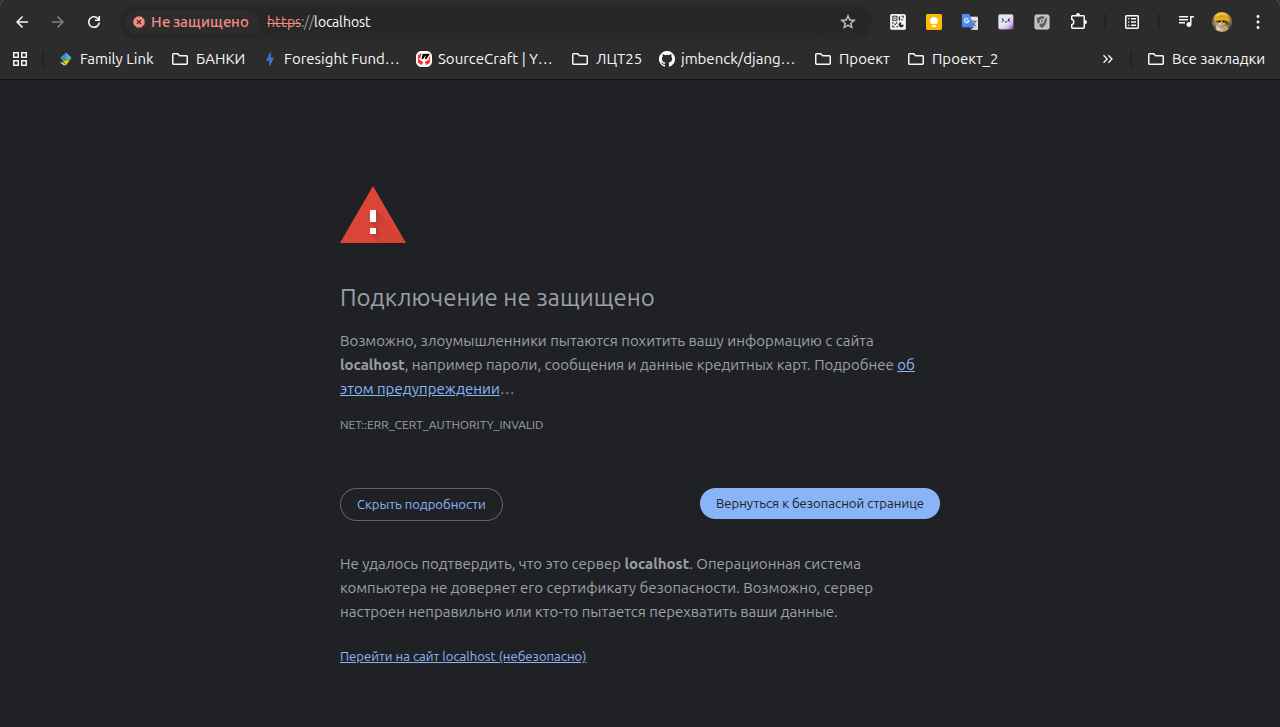 Не защищено https://localhost
Family Link БАНКИ Foresight Fund... SourceCraft | Y... ЛЦТ25 jmbenck/djang... Проект Проект_2 » Все закладки
Подключение не защищено
Возможно, злоумышленники пытаются похитить вашу информацию с сайта
localhost, например пароли, сообщения и данные кредитных карт. Подробнее об
этом предупреждении...
NET::ERR_CERT_AUTHORITY_INVALID
Скрыть подробности Вернуться к безопасной странице
Не удалось подтвердить, что это сервер localhost. Операционная система
компьютера не доверяет его сертификату безопасности. Возможно, сервер
настроен неправильно или кто-то пытается перехватить ваши данные.
Перейти на сайт localhost (небезопасно)